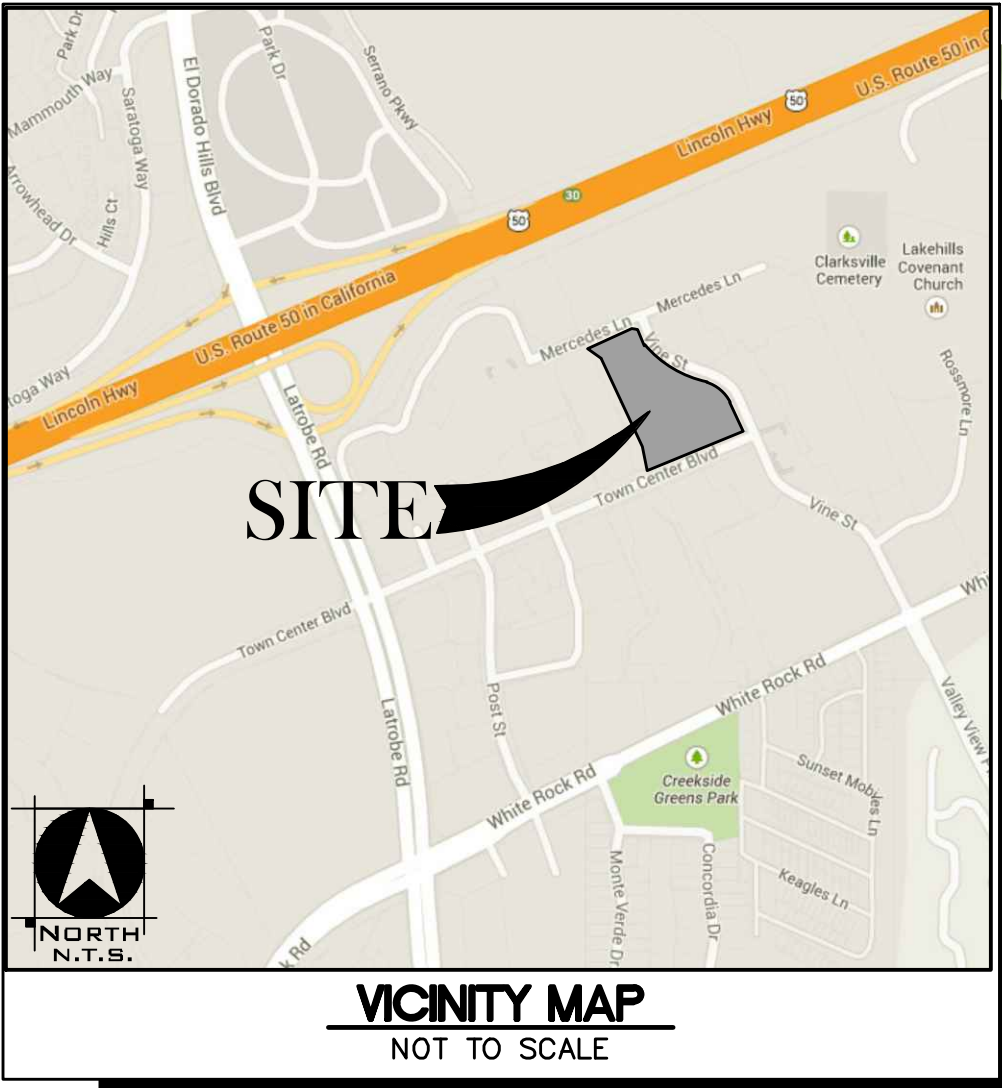 Park Dr
Park Dr
Serrano Pkwy
El Dorado Hills Blvd
Mammouth Way
Saratoga Way
Arrowhead Dr
Hills Ct
U.S. Route 50 in C
50
Lincoln Hwy
30
50
Clarksville
Cemetery
Lakehills
Covenant
Church
Mercedes Ln
Mercedes Ln
Vine St
U.S. Route 50 in California
toga Way
Lincoln Hwy
Latrobe Rd
Rossmore Ln
SITE
Town Center Blvd
Vine St
Town Center Blvd
Whi
White Rock Rd
Valley View P
Latrobe Rd
Post St
Creekside
Greens Park
Sunset Mobiles Ln
White Rock Rd
Keagles Ln
Monte Verde Dr
Concordia Dr
k Rd
NORTH
N.T.S.
VICINITY MAP
NOT TO SCALE